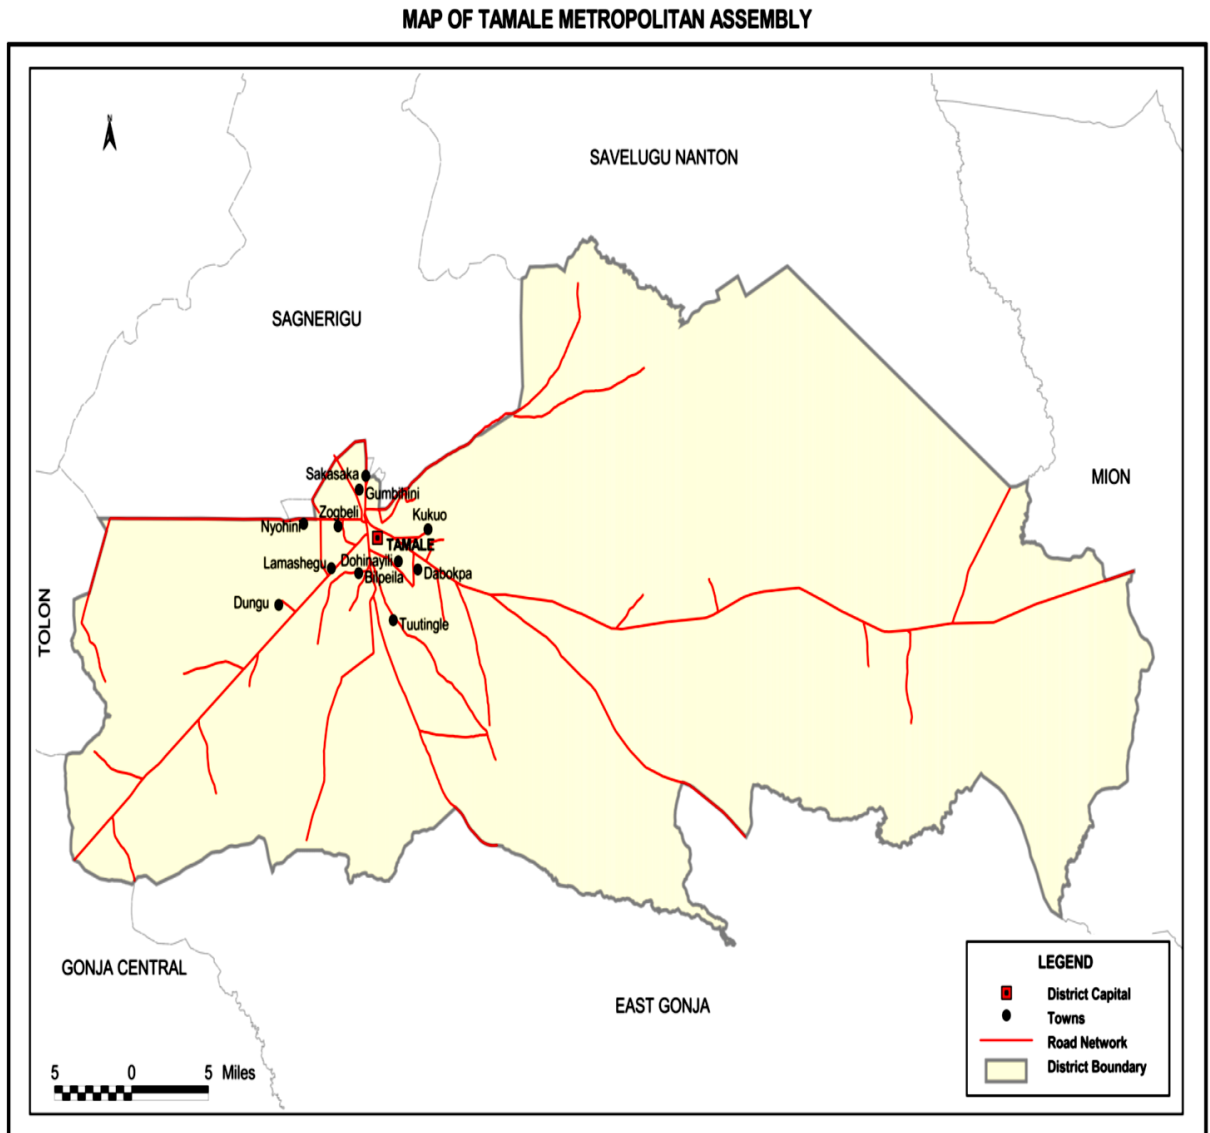 MAP OF TAMALE METROPOLITAN ASSEMBLY
N
SAVELUGU NANTON
SAGNERIGU
MION
Sakasaka
Gumbihini
Zogbeli
Kukuo
Nyohini
TAMALE
Lamashegu
Dohinayili
Bilpeila
Dabokpa
Dungu
Tuutingle
TOLON
GONJA CENTRAL
EAST GONJA
LEGEND
District Capital
Towns
Road Network
District Boundary
5 0 5 Miles